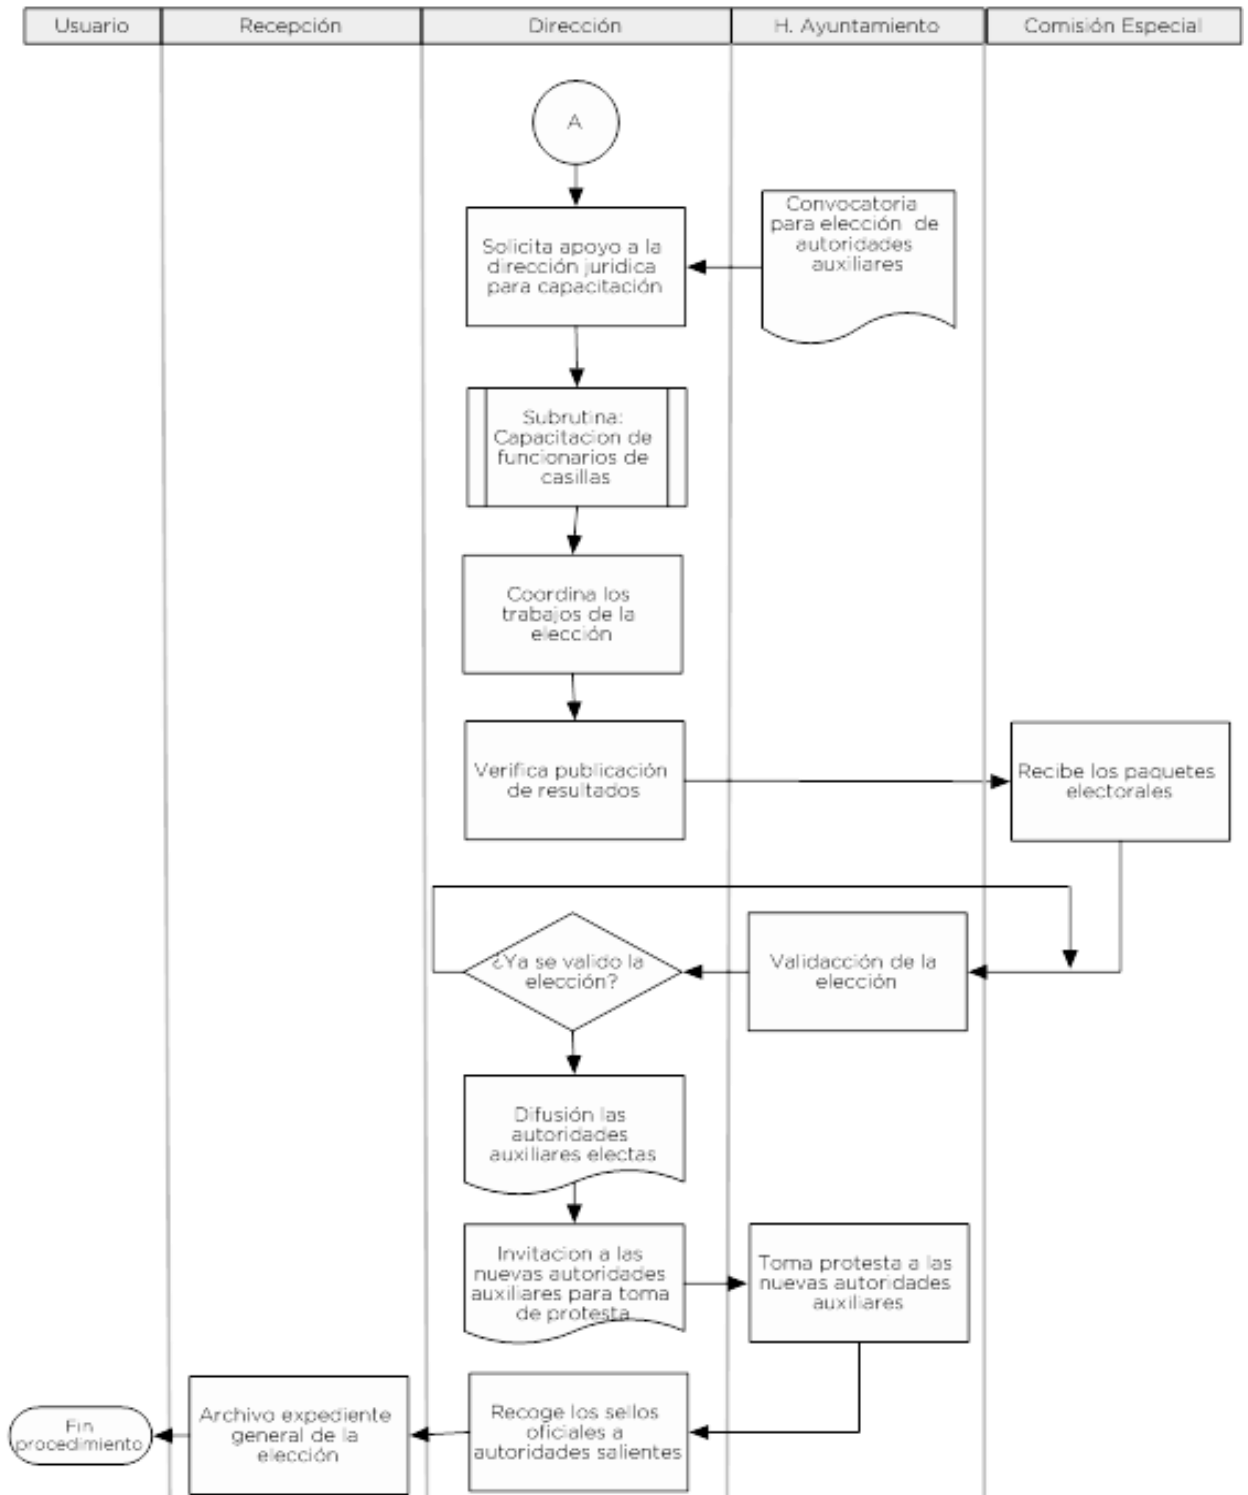 Usuario
Recepción
Dirección
H. Ayuntamiento
Comisión Especial
A
Convocatoria
para elección de
autoridades
auxiliares
Solicita apoyo a la
dirección juridica
para capacitación
Subrutina:
Capacitacion de
funcionarios de
casillas
Coordina los
trabajos de la
elección
Verifica publicación
de resultados
Recibe los paquetes
electorales
Validacción de la
elección
¿Ya se valido la
elección?
Difusión las
autoridades
auxiliares electas
Invitacion a las
nuevas autoridades
auxiliares para toma
de protesta
Toma protesta a las
nuevas autoridades
auxiliares
Recoge los sellos
oficiales a
autoridades salientes
Archivo expediente
general de la
elección
Fin
procedimiento